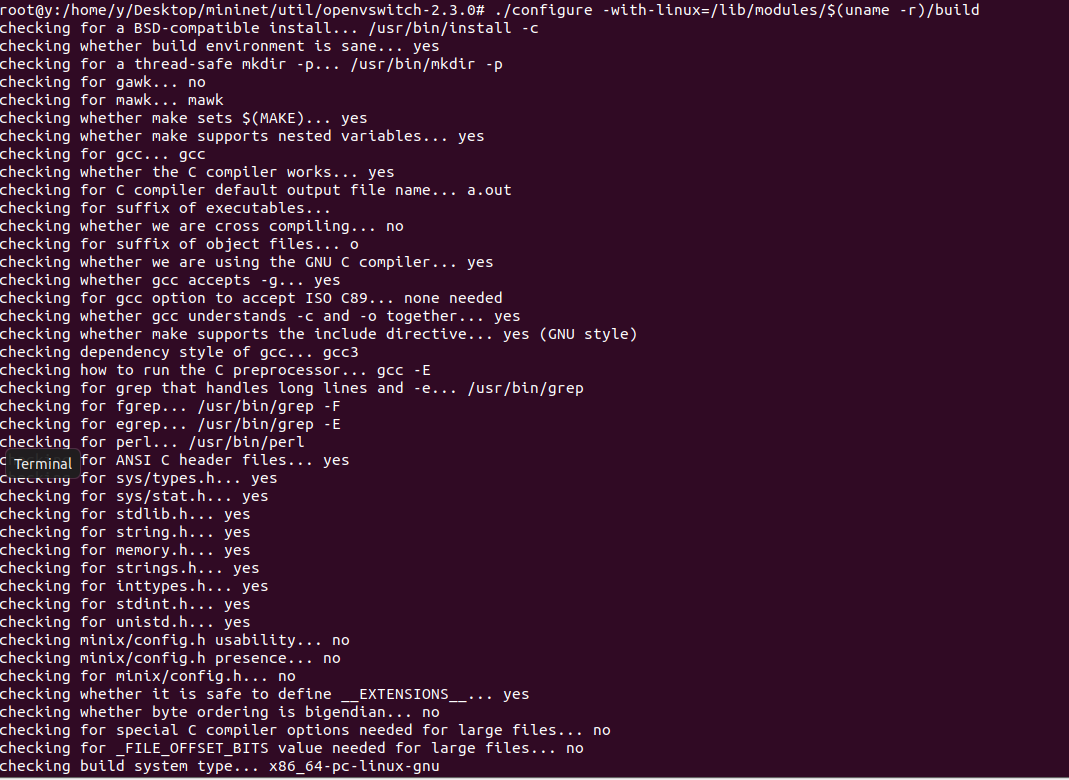 root@y:/home/y/Desktop/mininet/util/openvswitch-2.3.0# ./configure -with-linux=/lib/modules/$(uname -r)/build
checking for a BSD-compatible install... /usr/bin/install -c
checking whether build environment is sane... yes
checking for a thread-safe mkdir -p... /usr/bin/mkdir -p
checking for gawk... no
checking for mawk... mawk
checking whether make sets $(MAKE)... yes
checking whether make supports nested variables... yes
checking for gcc... gcc
checking whether the C compiler works... yes
checking for C compiler default output file name... a.out
checking for suffix of executables...
checking whether we are cross compiling... no
checking for suffix of object files... o
checking whether we are using the GNU C compiler... yes
checking whether gcc accepts -g... yes
checking for gcc option to accept ISO C89... none needed
checking whether gcc understands -c and -o together... yes
checking whether make supports the include directive... yes (GNU style)
checking dependency style of gcc... gcc3
checking how to run the C preprocessor... gcc -E
checking for grep that handles long lines and -e... /usr/bin/grep
checking for fgrep... /usr/bin/grep -F
checking for egrep... /usr/bin/grep -E
checking for perl... /usr/bin/perl
Terminal for ANSI C header files... yes
checking for sys/types.h... yes
checking for sys/stat.h... yes
checking for stdlib.h... yes
checking for string.h... yes
checking for memory.h... yes
checking for strings.h... yes
checking for inttypes.h... yes
checking for stdint.h... yes
checking for unistd.h... yes
checking minix/config.h usability... no
checking minix/config.h presence... no
checking for minix/config.h... no
checking whether it is safe to define __EXTENSIONS__... yes
checking whether byte ordering is bigendian... no
checking for special C compiler options needed for large files... no
checking for _FILE_OFFSET_BITS value needed for large files... no
checking build system type... x86_64-pc-linux-gnu